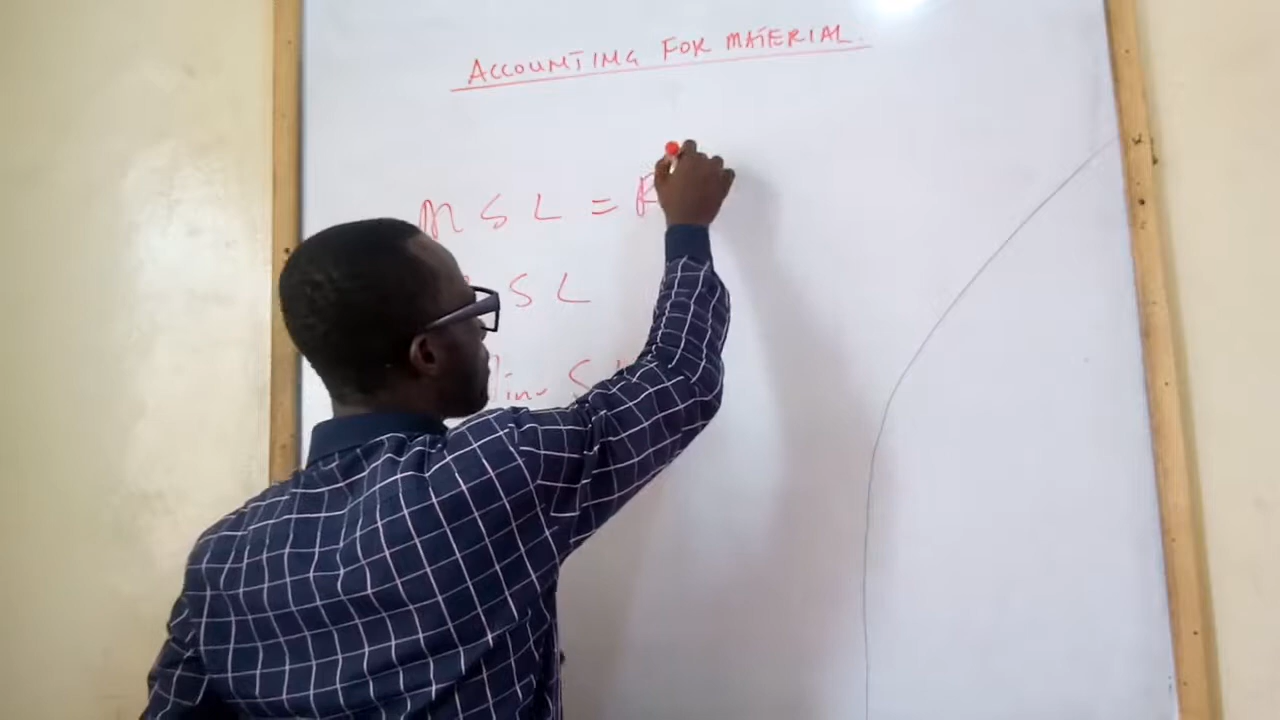 ACCOUNTING FOR MATERIAL.
M S L = R
S L